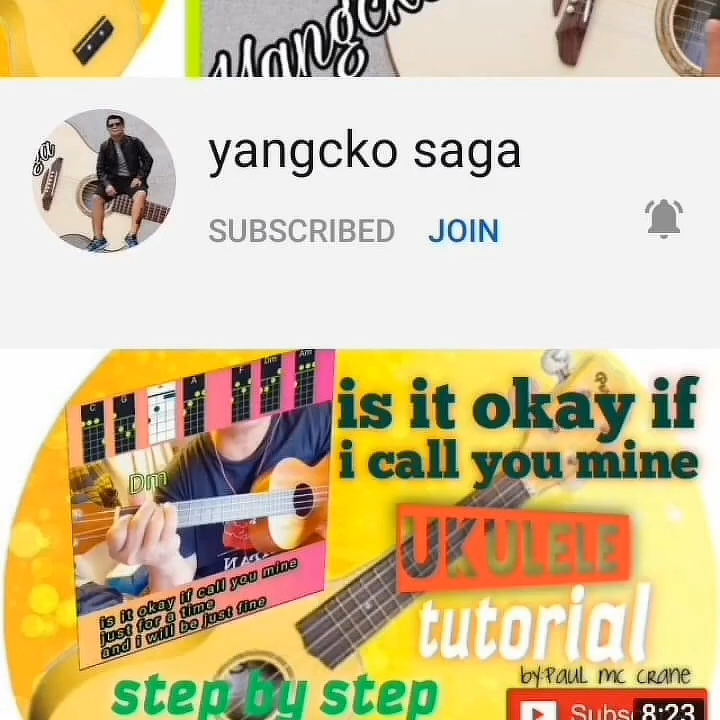 Yangcko
yangcko saga
SUBSCRIBED JOIN
C G A F Dm Am
is it okay if
i call you mine
Dm
UKULELE
is it okay if call you mine
just for a time
and i will be just fine
tutorial
by:PAUL MC CRANE
step by step
Subs 8:23